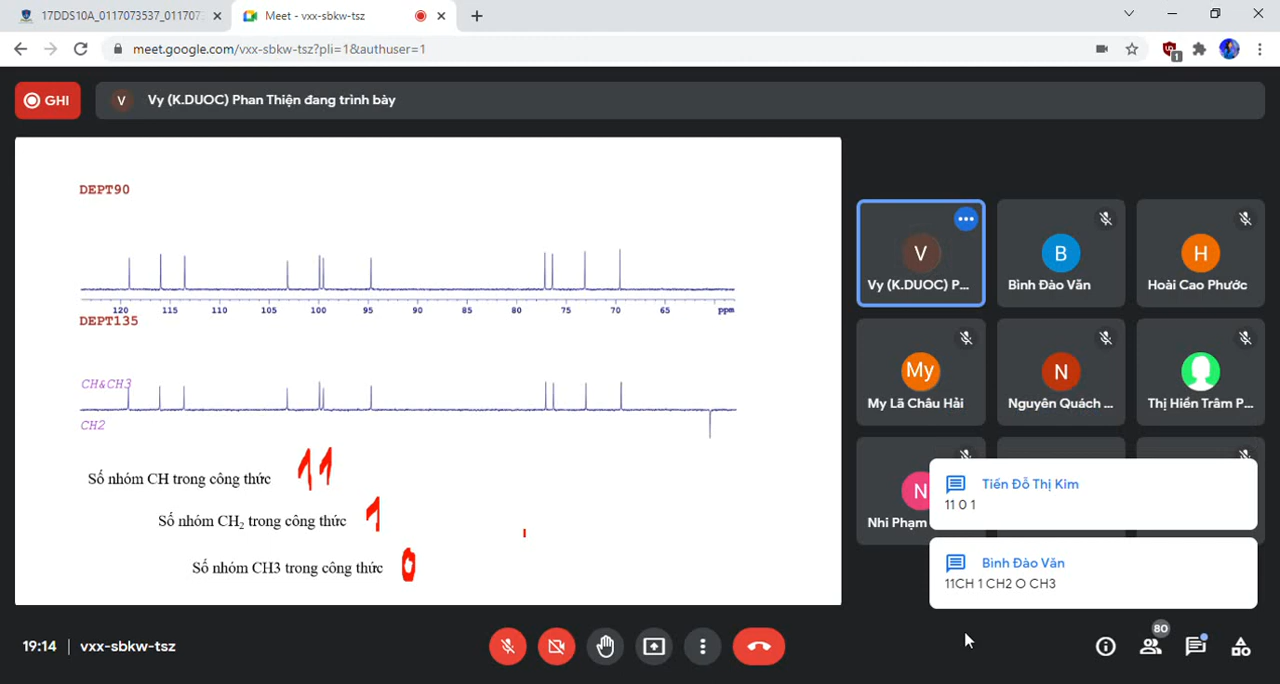 17DDS10A_0117073537_011707
Meet - vxx-sbkw-tsz
meet.google.com/vxx-sbkw-tsz?pli=1&authuser=1
1
GHI
V
Vy (K.DUOC) Phan Thiện đang trình bày
DEPT90
120 115 110 105 100 95 90 85 80 75 70 65 ppm
DEPT135
CH&CH3
CH2
Số nhóm CH trong công thức 11
Số nhóm CH2 trong công thức 1
Số nhóm CH3 trong công thức 0
V
Vy (K.DUOC) P...
B
Bình Đào Văn
H
Hoài Cao Phước
My
My Lã Châu Hải
N
Nguyên Quách ...
Thị Hiền Trâm P...
N
Nhi Phạm
Tiến Đỗ Thị Kim
11 0 1
Bình Đào Văn
11CH 1 CH2 O CH3
19:14 | vxx-sbkw-tsz
80